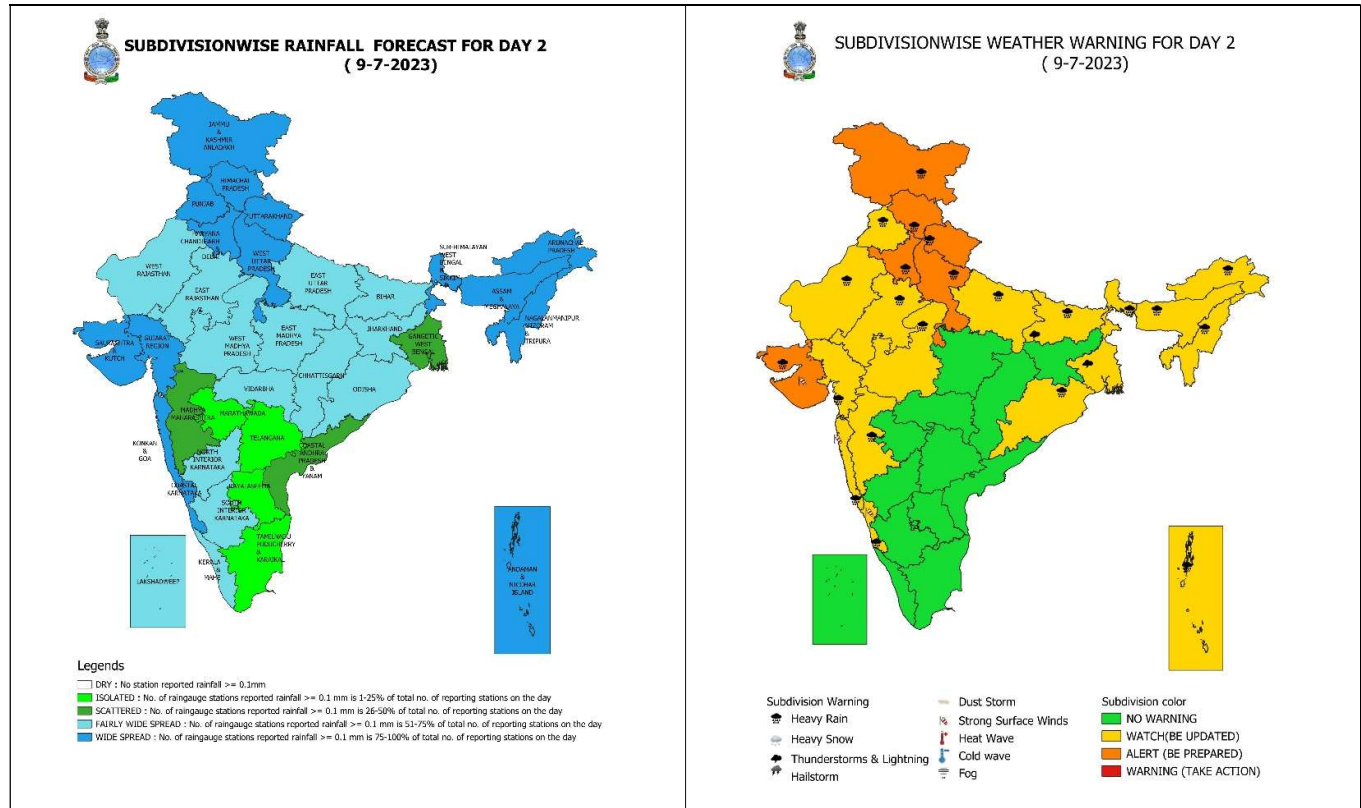 SUBDIVISIONWISE RAINFALL FORECAST FOR DAY 2
( 9-7-2023)
JAMMU
&
KASHMIR
HIMACHAL
PRADESH
PUNJAB
UTTARAKHAND
CHANDIGARH
DELHI
WEST
UTTAR
PRADESH
WEST
RAJASTHAN
EAST
RAJASTHAN
EAST
UTTAR
PRADESH
BIHAR
SUB-HIMALAYAN
WEST
BENGAL
&
ARUNACHAL
PRADESH
ASSAM
&
MEGHALAYA
TRIPURA
JHARKHAND
GANGETIC
WEST
BENGAL
GUJARAT
REGION
SAURASHTRA
&
KUTCH
WEST
MADHYA
PRADESH
EAST
MADHYA
PRADESH
CHHATTISGARH
ODISHA
VIDARBHA
MADHYA
MAHARASHTRA
MARATHAWADA
TELANGANA
KONKAN
&
GOA
NORTH
INTERIOR
KARNATAKA
COASTAL
ANDHRA
PRADESH
&
YANAM
COASTAL
KARNATAKA
RAYALASEEMA
SOUTH
INTERIOR
KARNATAKA
TAMILNADU
PUDUCHERRY
&
KARAIKAL
KERALA
&
MAHE
LAKSHADWEEP
ANDAMAN
&
NICOBAR
ISLAND
Legends
DRY : No station reported rainfall >= 0.1mm
ISOLATED : No. of raingauge stations reported rainfall >= 0.1 mm is 1-25% of total no. of reporting stations on the day
SCATTERED : No. of raingauge stations reported rainfall >= 0.1 mm is 26-50% of total no. of reporting stations on the day
FAIRLY WIDE SPREAD : No. of raingauge stations reported rainfall >= 0.1 mm is 51-75% of total no. of reporting stations on the day
WIDE SPREAD : No. of raingauge stations reported rainfall >= 0.1 mm is 75-100% of total no. of reporting stations on the day
SUBDIVISIONWISE WEATHER WARNING FOR DAY 2
( 9-7-2023)
Subdivision Warning
Heavy Rain
Heavy Snow
Thunderstorms & Lightning
Hailstorm
Dust Storm
Strong Surface Winds
Heat Wave
Cold wave
Fog
Subdivision color
NO WARNING
WATCH(BE UPDATED)
ALERT (BE PREPARED)
WARNING (TAKE ACTION)